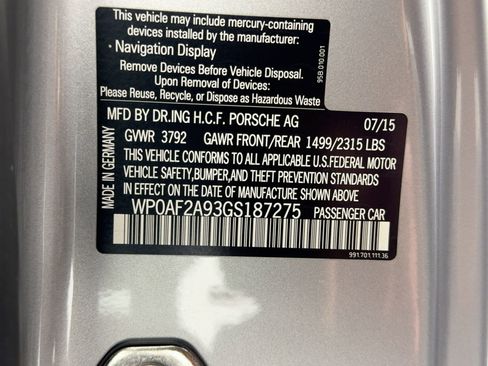 This vehicle may include mercury-containing
devices installed by the manufacturer:
· Navigation Display
Remove Devices Before Vehicle Disposal.
Upon Removal of Devices:
Please Reuse, Recycle, or Dispose as Hazardous Waste
95B.010.001
MFD BY DR.ING H.C.F. PORSCHE AG 07/15
GVWR 3792 GAWR FRONT/REAR 1499/2315 LBS
THIS VEHICLE CONFORMS TO ALL APPLICABLE U.S.FEDERAL MOTOR
VEHICLE SAFETY,BUMPER,AND THEFT PREVENTION STANDARDS
IN EFFECT ON THE DATE OF MANUFACTURE SHOWN ABOVE.
WP0AF2A93GS187275 PASSENGER CAR
991.701.111.36